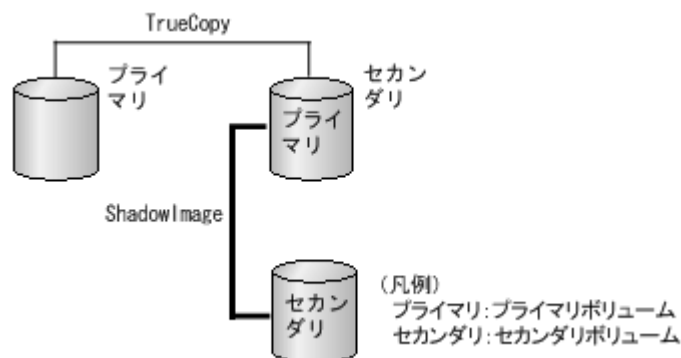 TrueCopy
プライ
マリ
セカン
ダリ
プライ
マリ
ShadowImage
セカン
ダリ
(凡例)
プライマリ:プライマリボリューム
セカンダリ:セカンダリボリューム